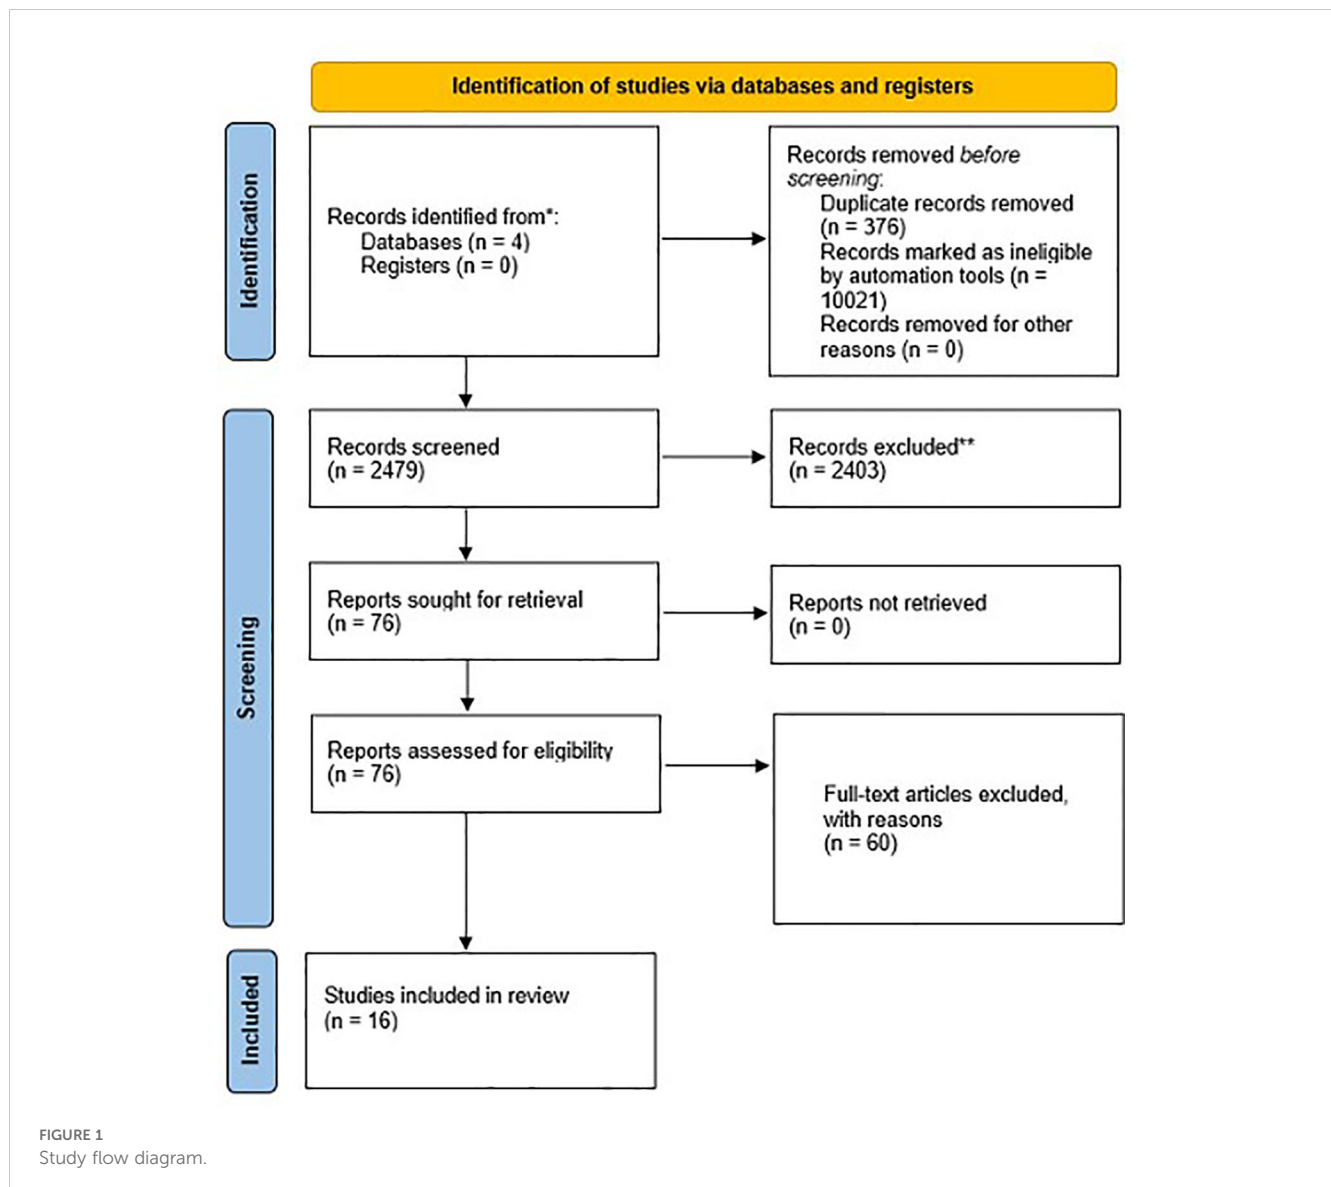 Identification of studies via databases and registers
Identification
Records identified from*:
Databases (n = 4)
Registers (n = 0)
Records removed before
screening:
Duplicate records removed
(n = 376)
Records marked as ineligible
by automation tools (n =
10021)
Records removed for other
reasons (n = 0)
Screening
Records screened
(n = 2479)
Records excluded**
(n = 2403)
Reports sought for retrieval
(n = 76)
Reports not retrieved
(n = 0)
Reports assessed for eligibility
(n = 76)
Full-text articles excluded,
with reasons
(n = 60)
Included
Studies included in review
(n = 16)
FIGURE 1
Study flow diagram.